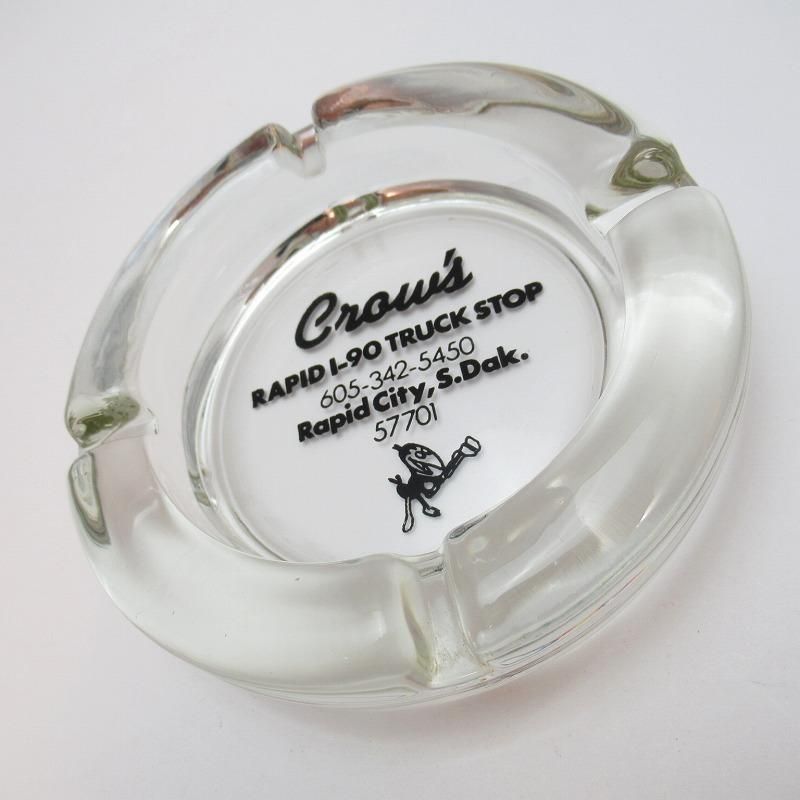 Crow's
RAPID I-90 TRUCK STOP
605-342-5450
Rapid City, S.Dak.
57701